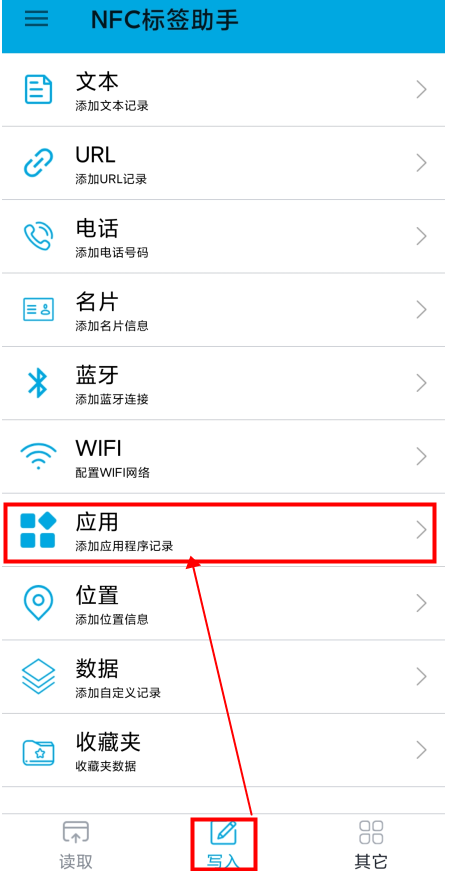 NFC标签助手
文本
添加文本记录
URL
添加URL记录
电话
添加电话号码
名片
添加名片信息
蓝牙
添加蓝牙连接
WIFI
配置WIFI网络
应用
添加应用程序记录
位置
添加位置信息
数据
添加自定义记录
收藏夹
收藏夹数据
读取 写入 其它